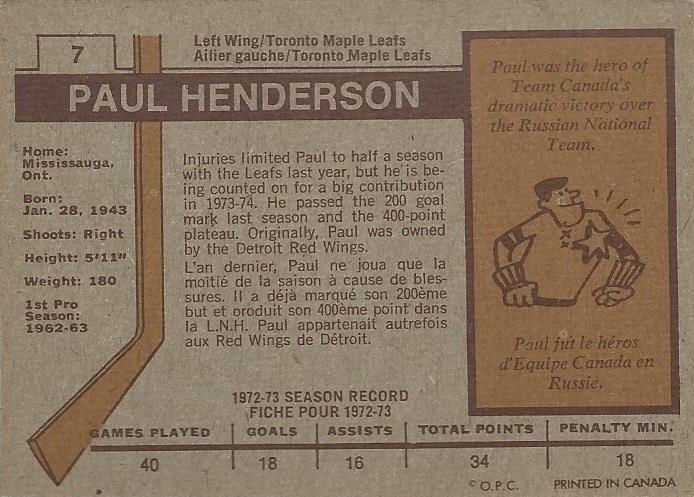 7
Left Wing/Toronto Maple Leafs
Ailier gauche/Toronto Maple Leafs
PAUL HENDERSON
Home:
Mississauga,
Ont.
Born:
Jan. 28, 1943
Shoots: Right
Height: 5'11"
Weight: 180
1st Pro
Season:
1962-63
Injuries limited Paul to half a season
with the Leafs last year, but he is be-
ing counted on for a big contribution
in 1973-74. He passed the 200 goal
mark last season and the 400-point
plateau. Originally, Paul was owned
by the Detroit Red Wings.
L'an dernier, Paul ne joua que la
moitié de la saison à cause de bles-
sures. Il a déjà marqué son 200ème
but et oroduit son 400ème point dans
la L.N.H. Paul appartenait autrefois
aux Red Wings de Détroit.
Paul was the hero of
Team Canada's
dramatic victory over
the Russian National
Team.
Paul fut le héros
d'Equipe Canada en
Russie.
1972-73 SEASON RECORD
FICHE POUR 1972-73
GAMES PLAYED GOALS ASSISTS TOTAL POINTS PENALTY MIN.
40 18 16 34 18
© O.P.C. PRINTED IN CANADA